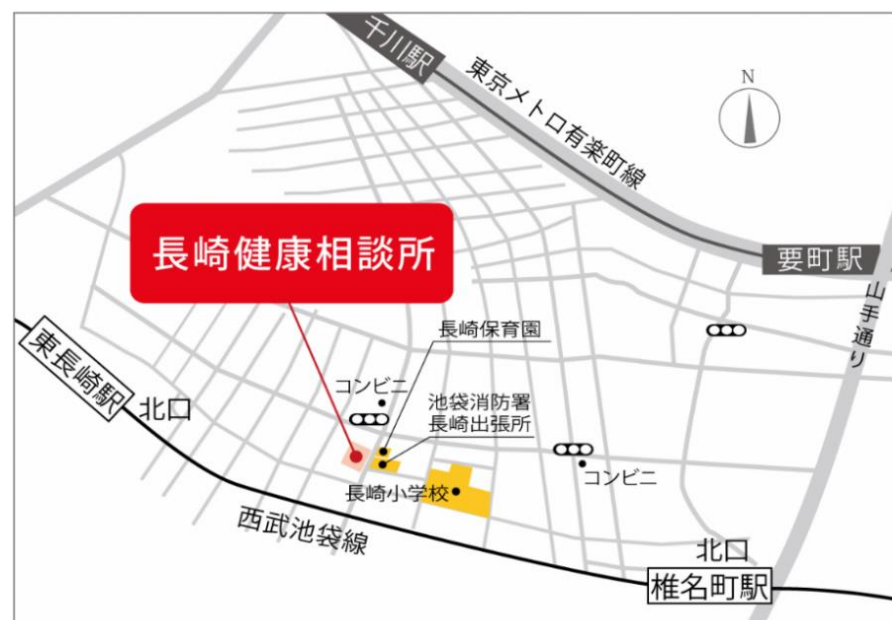 千川駅
東京メトロ有楽町線
N
長崎健康相談所
要町駅
山手通り
長崎保育園
東長崎駅
北口
コンビニ
池袋消防署
長崎出張所
コンビニ
長崎小学校
西武池袋線
北口
椎名町駅